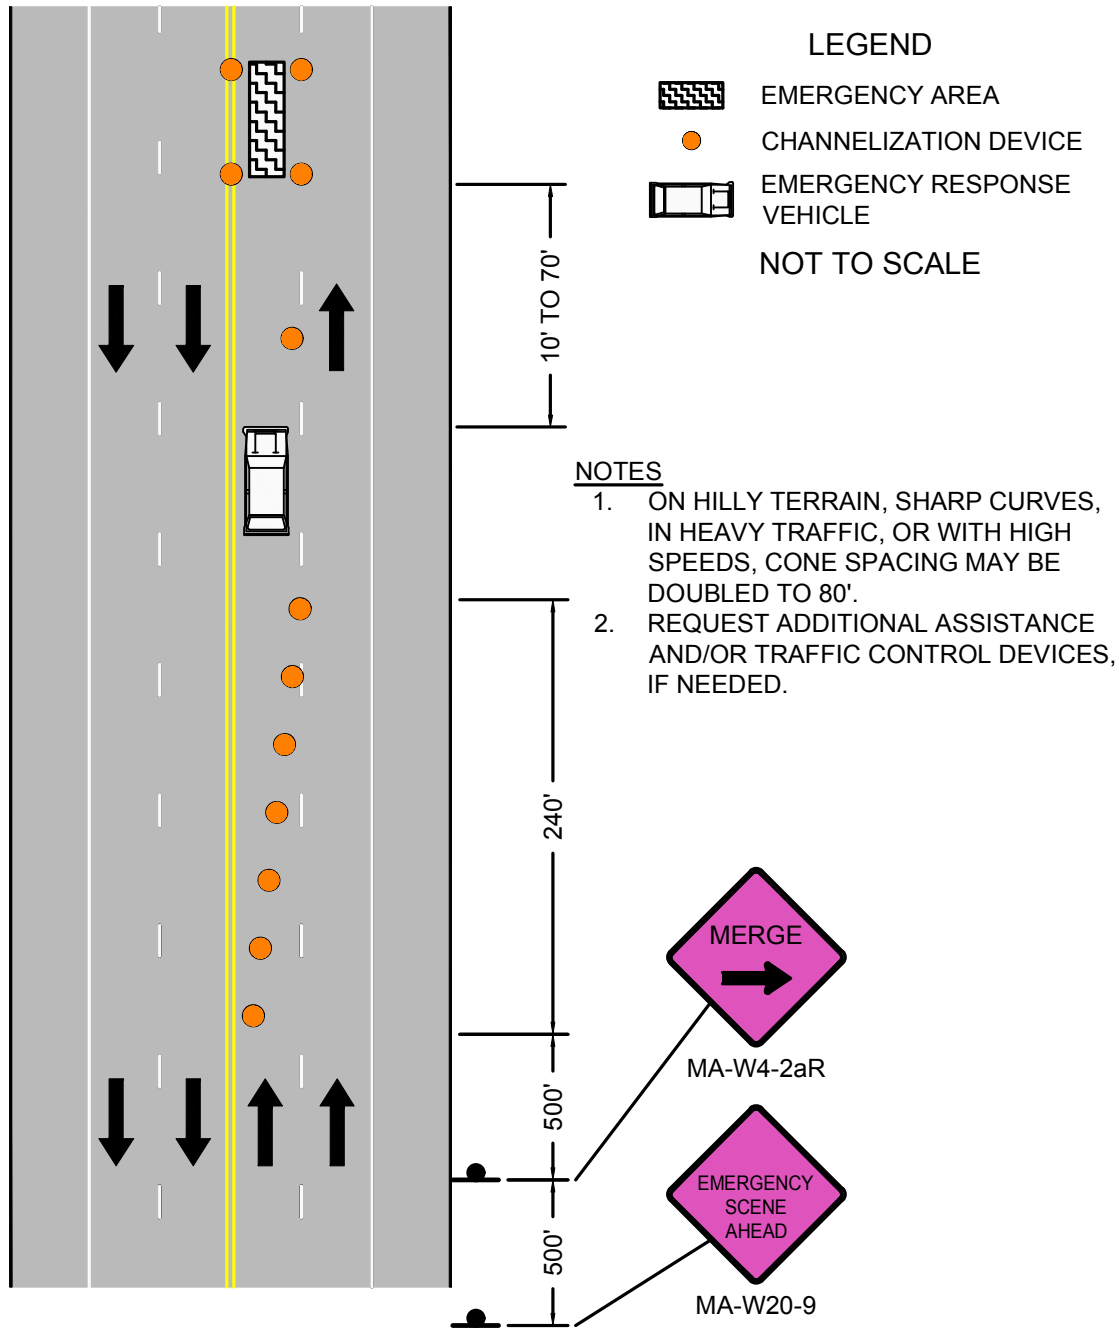 LEGEND
EMERGENCY AREA
CHANNELIZATION DEVICE
EMERGENCY RESPONSE
VEHICLE
NOT TO SCALE
10' TO 70'
NOTES
1. ON HILLY TERRAIN, SHARP CURVES,
IN HEAVY TRAFFIC, OR WITH HIGH
SPEEDS, CONE SPACING MAY BE
DOUBLED TO 80'.
2. REQUEST ADDITIONAL ASSISTANCE
AND/OR TRAFFIC CONTROL DEVICES,
IF NEEDED.
240'
MERGE
MA-W4-2aR
500'
EMERGENCY
SCENE
AHEAD
500'
MA-W20-9